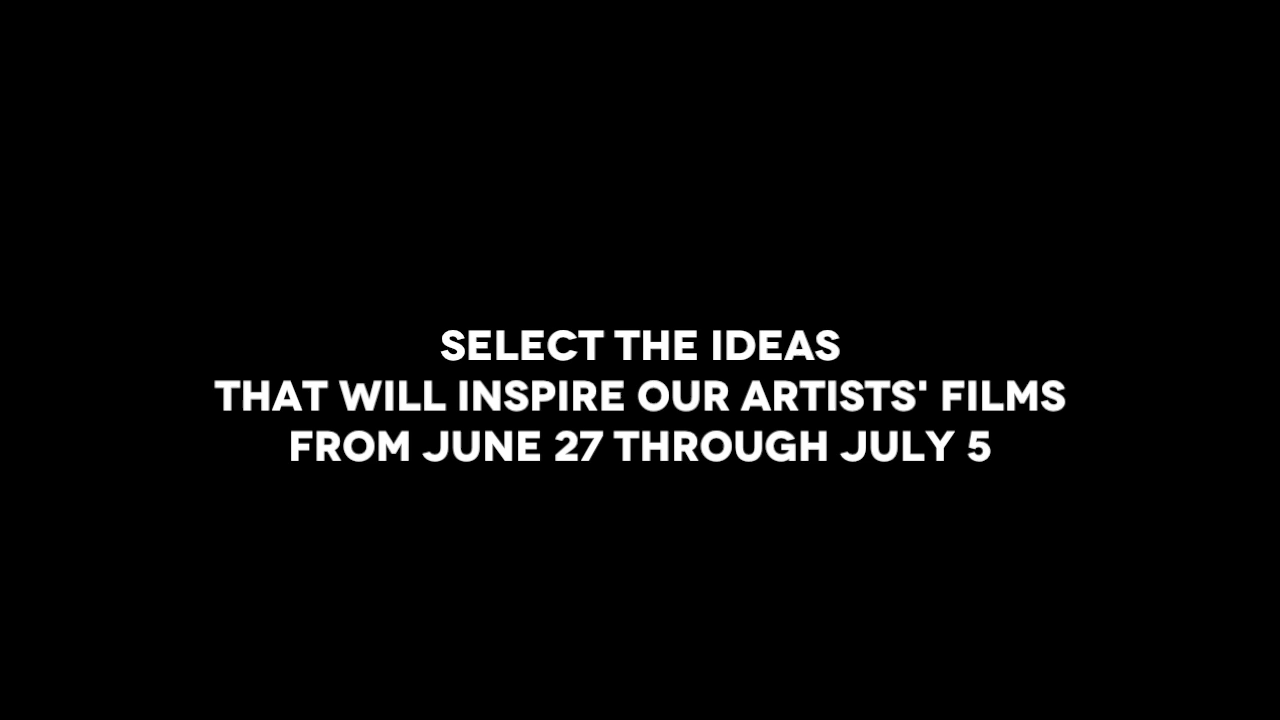 SELECT THE IDEAS
THAT WILL INSPIRE OUR ARTISTS' FILMS
FROM JUNE 27 THROUGH JULY 5